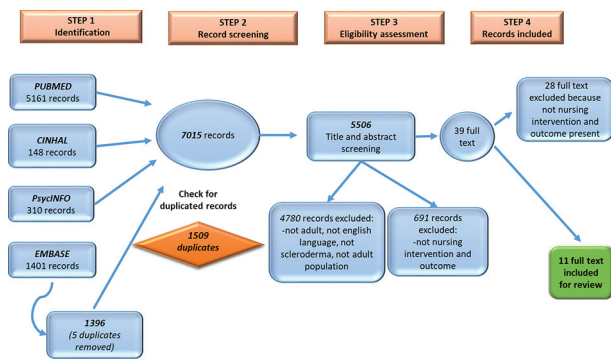 STEP 1
Identification
STEP 2
Record screening
STEP 3
Eligibility assessment
STEP 4
Records included
PUBMED
5161 records
CINHAL
148 records
PsycINFO
310 records
EMBASE
1401 records
1396
(5 duplicates
removed)
7015 records
Check for
duplicated records
1509
duplicates
5506
Title and abstract
screening
4780 records excluded:
-not adult, not english
language, not
scleroderma, not adult
population
691 records
excluded:
-not nursing
intervention and
outcome
39 full
text
28 full text
excluded because
not nursing
intervention and
outcome present
11 full text
included
for review